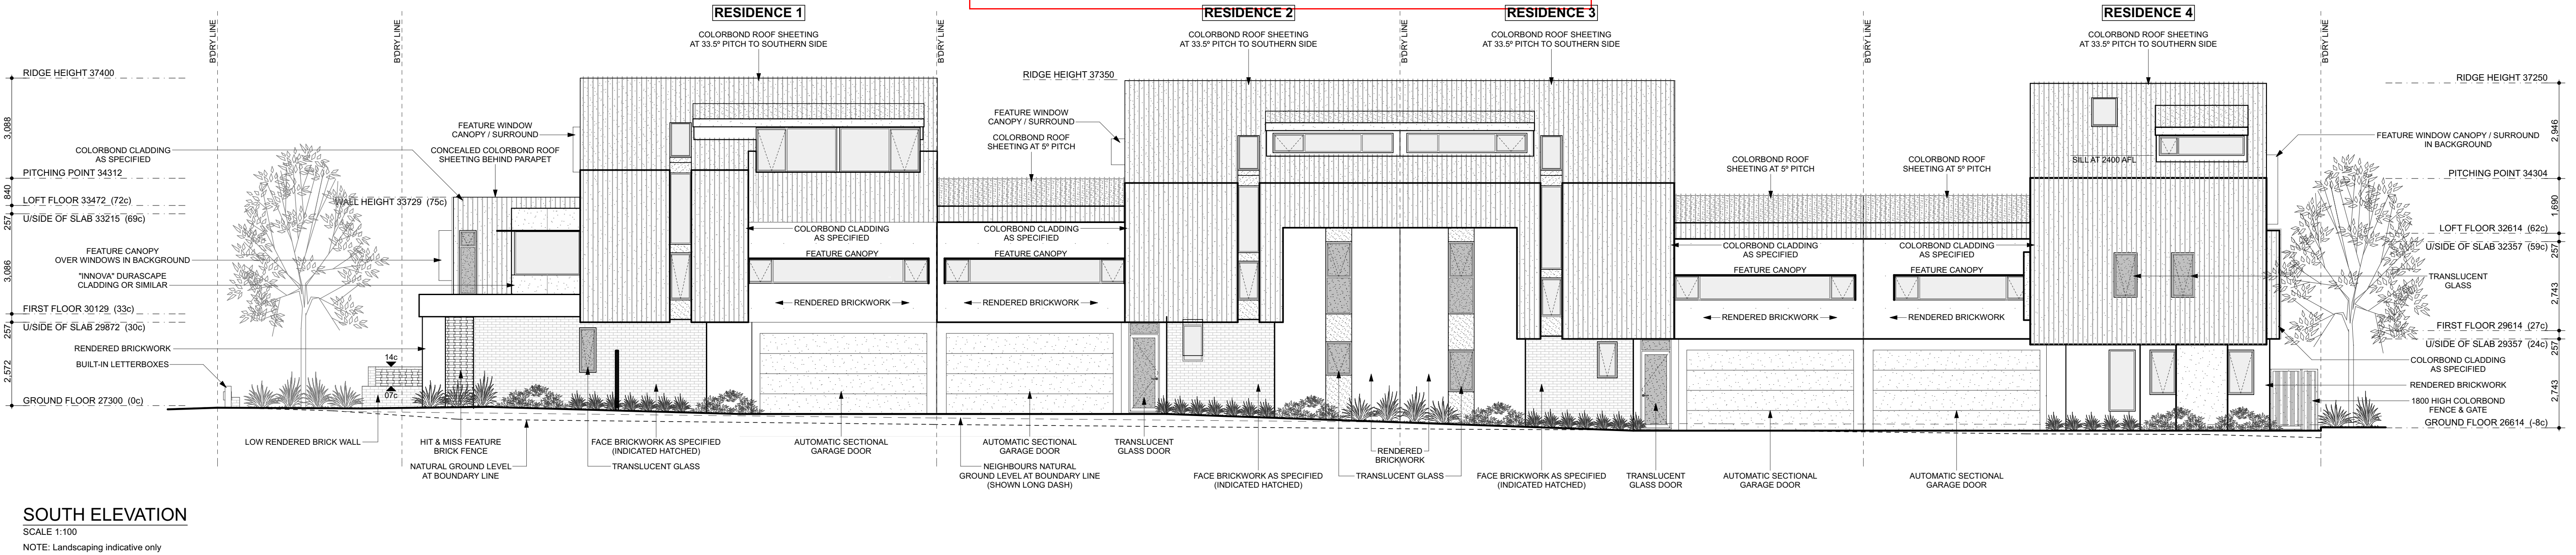 RESIDENCE 1
RESIDENCE 2
RESIDENCE 3
RESIDENCE 4
B'DRY LINE
B'DRY LINE
B'DRY LINE
B'DRY LINE
B'DRY LINE
B'DRY LINE
COLORBOND ROOF SHEETING
AT 33.5º PITCH TO SOUTHERN SIDE
COLORBOND ROOF SHEETING
AT 33.5º PITCH TO SOUTHERN SIDE
COLORBOND ROOF SHEETING
AT 33.5º PITCH TO SOUTHERN SIDE
COLORBOND ROOF SHEETING
AT 33.5º PITCH TO SOUTHERN SIDE
RIDGE HEIGHT 37400
3,088
PITCHING POINT 34312
840
LOFT FLOOR 33472 (72c)
257
U/SIDE OF SLAB 33215 (69c)
3,086
FIRST FLOOR 30129 (33c)
257
U/SIDE OF SLAB 29872 (30c)
2,572
GROUND FLOOR 27300 (0c)
COLORBOND CLADDING
AS SPECIFIED
FEATURE CANOPY
OVER WINDOWS IN BACKGROUND
"INNOVA" DURASCAPE
CLADDING OR SIMILAR
RENDERED BRICKWORK
BUILT-IN LETTERBOXES
14c
07c
FEATURE WINDOW
CANOPY / SURROUND
CONCEALED COLORBOND ROOF
SHEETING BEHIND PARAPET
WALL HEIGHT 33729 (75c)
RIDGE HEIGHT 37350
FEATURE WINDOW
CANOPY / SURROUND
COLORBOND ROOF
SHEETING AT 5º PITCH
COLORBOND CLADDING
AS SPECIFIED
COLORBOND CLADDING
AS SPECIFIED
FEATURE CANOPY
FEATURE CANOPY
RENDERED BRICKWORK
RENDERED BRICKWORK
COLORBOND ROOF
SHEETING AT 5º PITCH
COLORBOND ROOF
SHEETING AT 5º PITCH
COLORBOND CLADDING
AS SPECIFIED
COLORBOND CLADDING
AS SPECIFIED
FEATURE CANOPY
FEATURE CANOPY
RENDERED BRICKWORK
RENDERED BRICKWORK
SILL AT 2400 AFL
RIDGE HEIGHT 37250
2,946
FEATURE WINDOW CANOPY / SURROUND
IN BACKGROUND
PITCHING POINT 34304
1,690
LOFT FLOOR 32614 (62c)
257
U/SIDE OF SLAB 32357 (59c)
TRANSLUCENT
GLASS
2,743
FIRST FLOOR 29614 (27c)
257
U/SIDE OF SLAB 29357 (24c)
COLORBOND CLADDING
AS SPECIFIED
RENDERED BRICKWORK
2,743
1800 HIGH COLORBOND
FENCE & GATE
GROUND FLOOR 26614 (-8c)
LOW RENDERED BRICK WALL
HIT & MISS FEATURE
BRICK FENCE
NATURAL GROUND LEVEL
AT BOUNDARY LINE
FACE BRICKWORK AS SPECIFIED
(INDICATED HATCHED)
TRANSLUCENT GLASS
AUTOMATIC SECTIONAL
GARAGE DOOR
AUTOMATIC SECTIONAL
GARAGE DOOR
NEIGHBOURS NATURAL
GROUND LEVEL AT BOUNDARY LINE
(SHOWN LONG DASH)
TRANSLUCENT
GLASS DOOR
FACE BRICKWORK AS SPECIFIED
(INDICATED HATCHED)
RENDERED
BRICKWORK
TRANSLUCENT GLASS
FACE BRICKWORK AS SPECIFIED
(INDICATED HATCHED)
TRANSLUCENT
GLASS DOOR
AUTOMATIC SECTIONAL
GARAGE DOOR
AUTOMATIC SECTIONAL
GARAGE DOOR
SOUTH ELEVATION
SCALE 1:100
NOTE: Landscaping indicative only